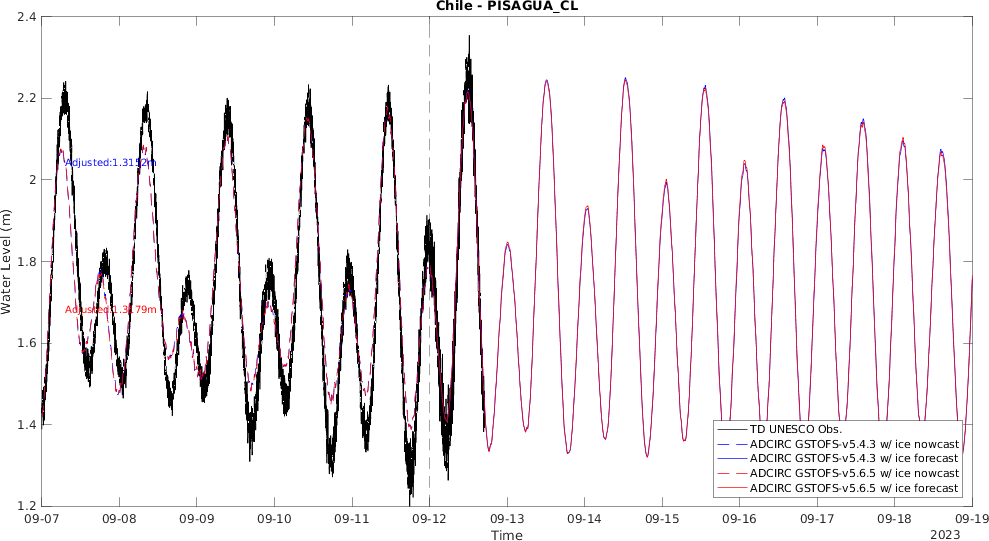 Chile - PISAGUA_CL
2.4
2.2
2
1.8
1.6
1.4
1.2
Water Level (m)
Adjusted:1.3152m
Adjusted:1.3179m
TD UNESCO Obs.
ADCIRC GSTOFS-v5.4.3 w/ ice nowcast
ADCIRC GSTOFS-v5.4.3 w/ ice forecast
ADCIRC GSTOFS-v5.6.5 w/ ice nowcast
ADCIRC GSTOFS-v5.6.5 w/ ice forecast
09-07 09-08 09-09 09-10 09-11 09-12 09-13 09-14 09-15 09-16 09-17 09-18 09-19
Time
2023